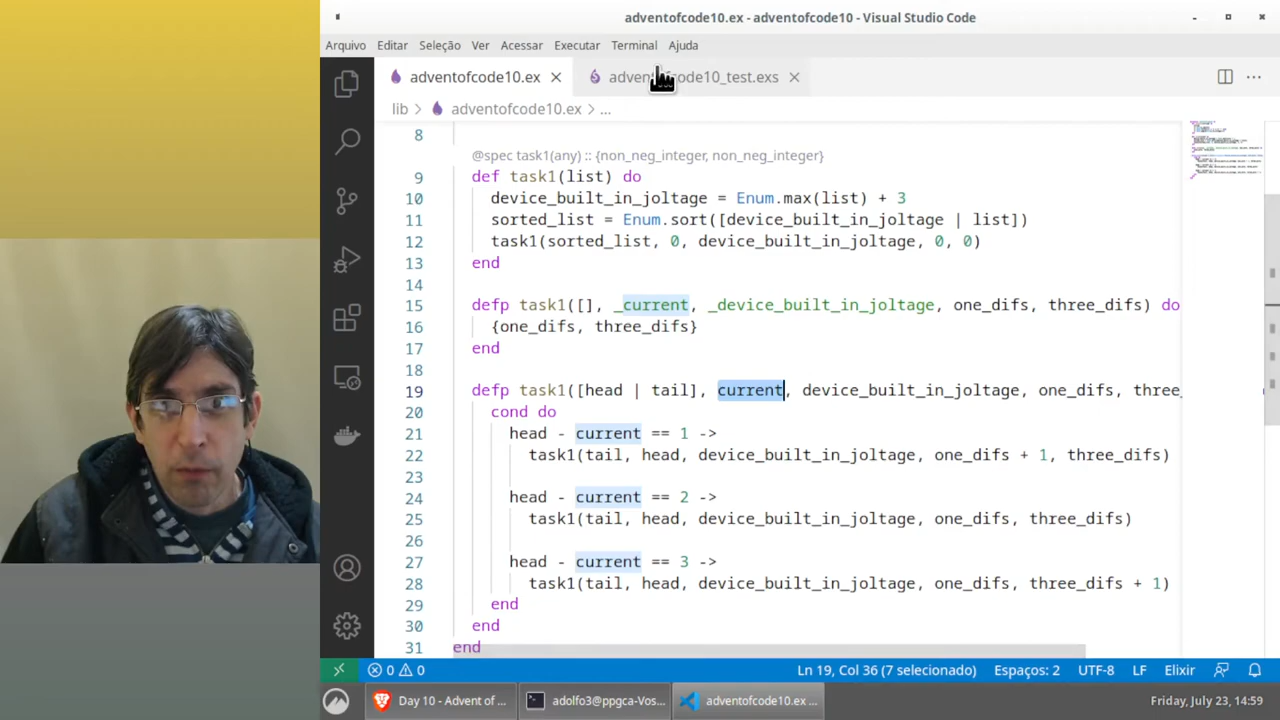 adventofcode10.ex - adventofcode10 - Visual Studio Code
Arquivo Editar Seleção Ver Acessar Executar Terminal Ajuda
adventofcode10.ex adventofcode10_test.exs
lib > adventofcode10.ex > ...
8
@spec task1(any) :: {non_neg_integer, non_neg_integer}
9 def task1(list) do
10 device_built_in_joltage = Enum.max(list) + 3
11 sorted_list = Enum.sort([device_built_in_joltage | list])
12 task1(sorted_list, 0, device_built_in_joltage, 0, 0)
13 end
14
15 defp task1([], _current, _device_built_in_joltage, one_difs, three_difs) do
16 {one_difs, three_difs}
17 end
18
19 defp task1([head | tail], current, device_built_in_joltage, one_difs, three_
20 cond do
21 head - current == 1 ->
22 task1(tail, head, device_built_in_joltage, one_difs + 1, three_difs)
23
24 head - current == 2 ->
25 task1(tail, head, device_built_in_joltage, one_difs, three_difs)
26
27 head - current == 3 ->
28 task1(tail, head, device_built_in_joltage, one_difs, three_difs + 1)
29 end
30 end
31 end
0 0 Ln 19, Col 36 (7 selecionado) Espaços: 2 UTF-8 LF Elixir
Day 10 - Advent of ... adolfo3@ppgca-Vos... adventofcode10.ex ... Friday, July 23, 14:59